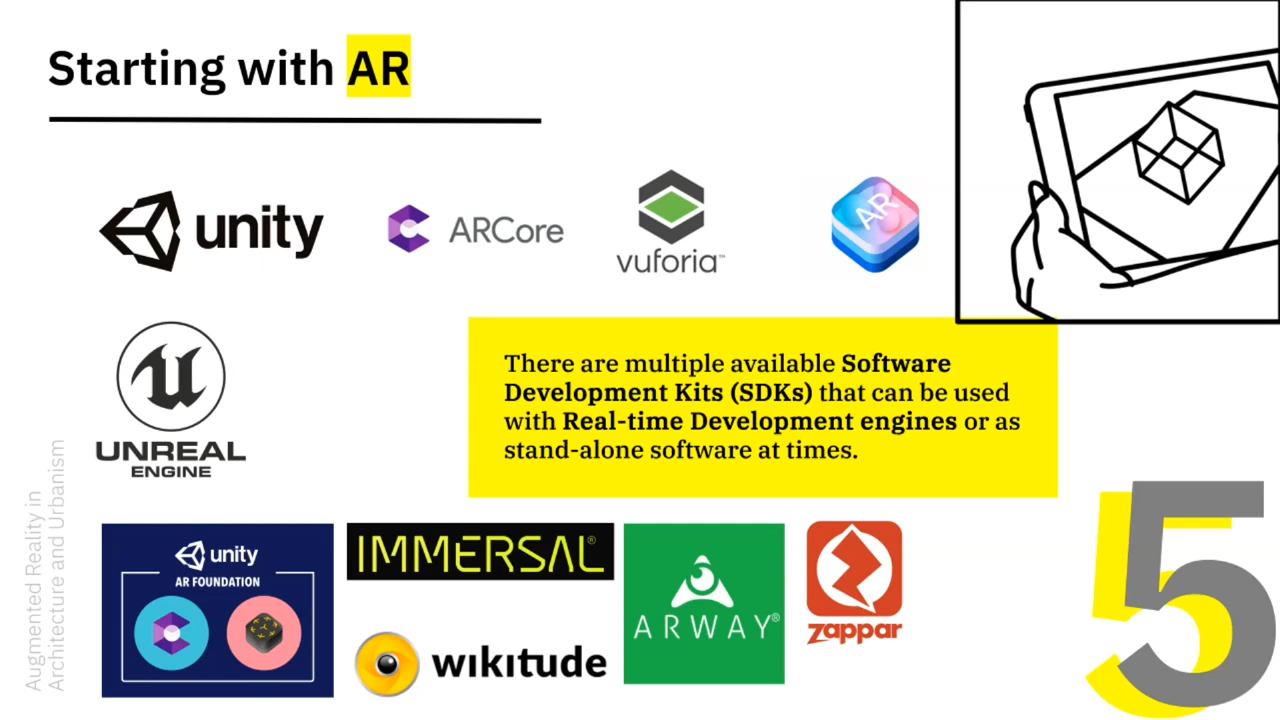 Starting with AR
unity
ARCore
vuforia™
AR
UNREAL
ENGINE
There are multiple available Software
Development Kits (SDKs) that can be used
with Real-time Development engines or as
stand-alone software at times.
Augmented Reality in
Architecture and Urbanism
unity
AR FOUNDATION
IMMERSAL®
wikitude
ARWAY®
zappar
5